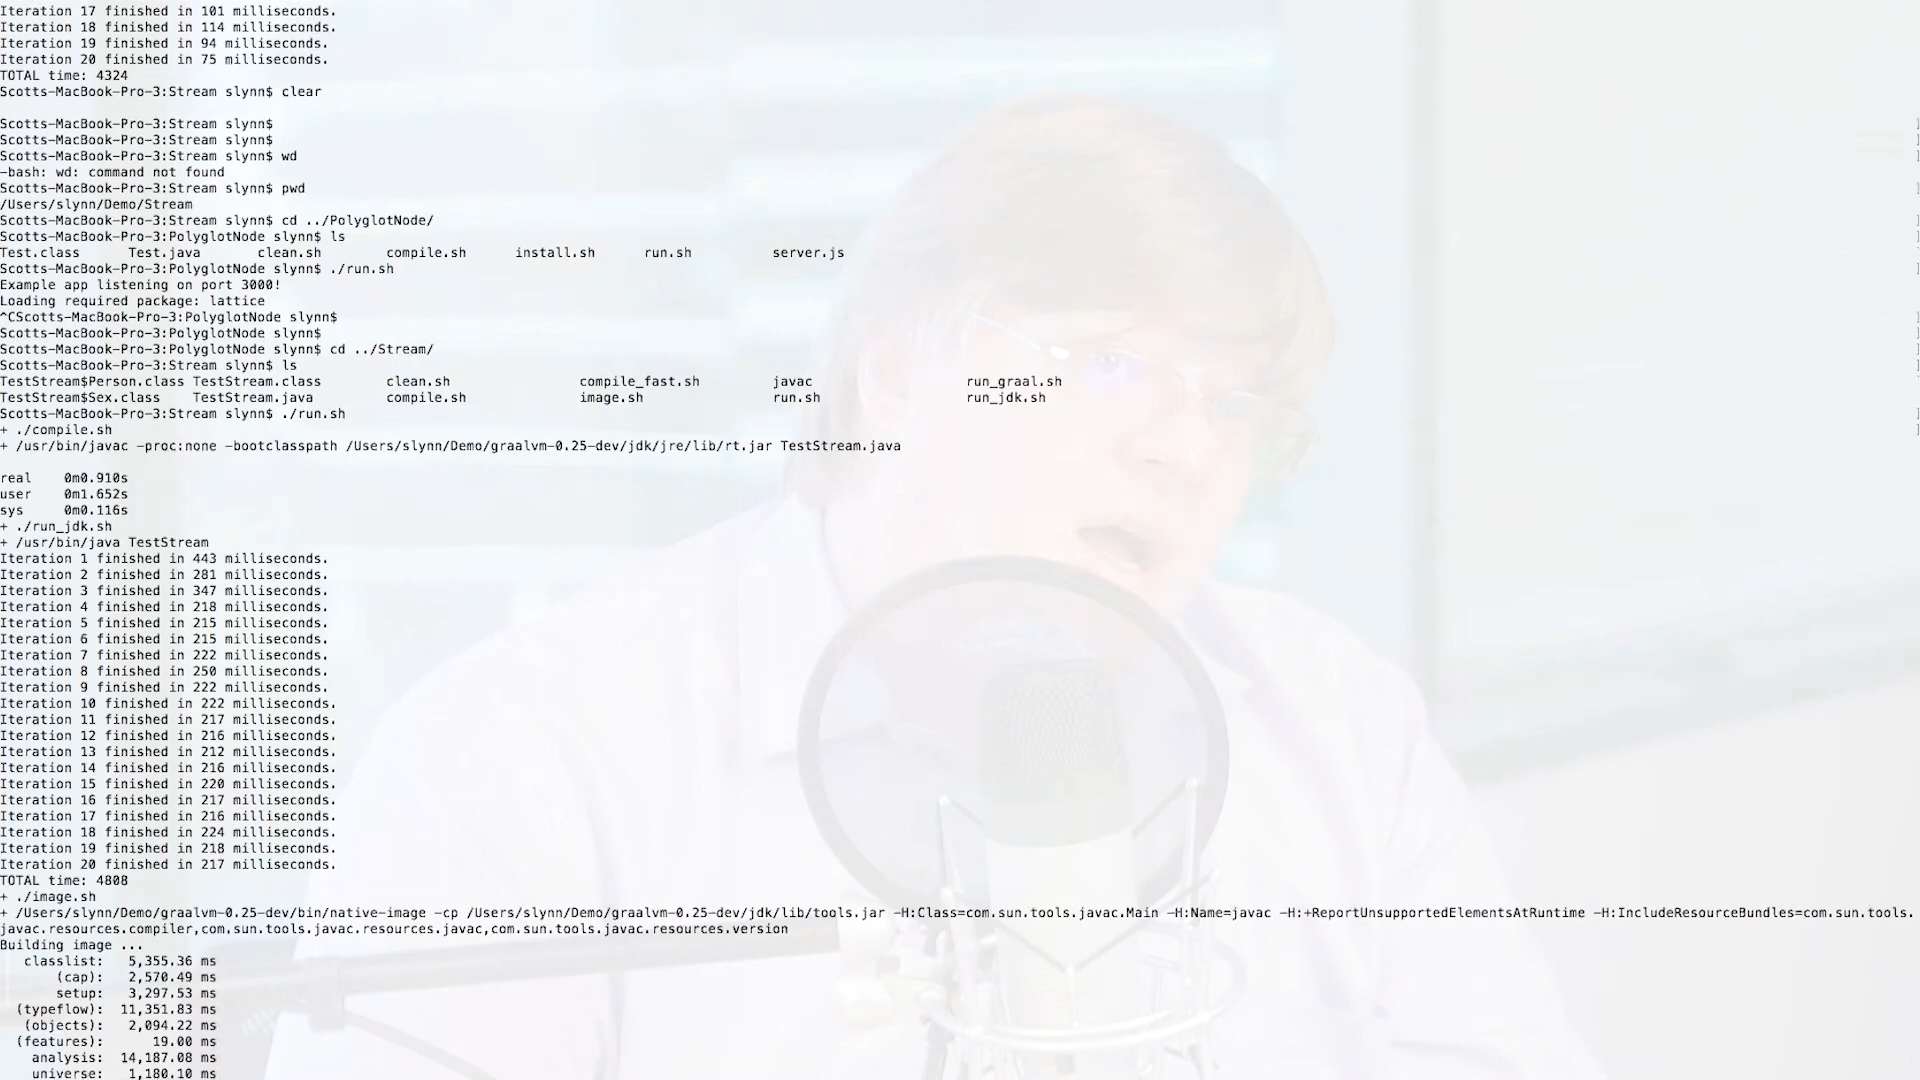 Iteration 17 finished in 101 milliseconds.
Iteration 18 finished in 114 milliseconds.
Iteration 19 finished in 94 milliseconds.
Iteration 20 finished in 75 milliseconds.
TOTAL time: 4324
Scotts-MacBook-Pro-3:Stream slynn$ clear
Scotts-MacBook-Pro-3:Stream slynn$
Scotts-MacBook-Pro-3:Stream slynn$
Scotts-MacBook-Pro-3:Stream slynn$ wd
-bash: wd: command not found
Scotts-MacBook-Pro-3:Stream slynn$ pwd
/Users/slynn/Demo/Stream
Scotts-MacBook-Pro-3:Stream slynn$ cd ../PolyglotNode/
Scotts-MacBook-Pro-3:PolyglotNode slynn$ ls
Test.class Test.java clean.sh compile.sh install.sh run.sh server.js
Scotts-MacBook-Pro-3:PolyglotNode slynn$ ./run.sh
Example app listening on port 3000!
Loading required package: lattice
^CScotts-MacBook-Pro-3:PolyglotNode slynn$
Scotts-MacBook-Pro-3:PolyglotNode slynn$
Scotts-MacBook-Pro-3:PolyglotNode slynn$ cd ../Stream/
Scotts-MacBook-Pro-3:Stream slynn$ ls
TestStream$Person.class TestStream.class clean.sh compile_fast.sh javac run_graal.sh
TestStream$Sex.class TestStream.java compile.sh image.sh run.sh run_jdk.sh
Scotts-MacBook-Pro-3:Stream slynn$ ./run.sh
+ ./compile.sh
+ /usr/bin/javac -proc:none -bootclasspath /Users/slynn/Demo/graalvm-0.25-dev/jdk/jre/lib/rt.jar TestStream.java
real 0m0.910s
user 0m1.652s
sys 0m0.116s
+ ./run_jdk.sh
+ /usr/bin/java TestStream
Iteration 1 finished in 443 milliseconds.
Iteration 2 finished in 281 milliseconds.
Iteration 3 finished in 347 milliseconds.
Iteration 4 finished in 218 milliseconds.
Iteration 5 finished in 215 milliseconds.
Iteration 6 finished in 215 milliseconds.
Iteration 7 finished in 222 milliseconds.
Iteration 8 finished in 250 milliseconds.
Iteration 9 finished in 222 milliseconds.
Iteration 10 finished in 222 milliseconds.
Iteration 11 finished in 217 milliseconds.
Iteration 12 finished in 216 milliseconds.
Iteration 13 finished in 212 milliseconds.
Iteration 14 finished in 216 milliseconds.
Iteration 15 finished in 220 milliseconds.
Iteration 16 finished in 217 milliseconds.
Iteration 17 finished in 216 milliseconds.
Iteration 18 finished in 224 milliseconds.
Iteration 19 finished in 218 milliseconds.
Iteration 20 finished in 217 milliseconds.
TOTAL time: 4808
+ ./image.sh
+ /Users/slynn/Demo/graalvm-0.25-dev/bin/native-image -cp /Users/slynn/Demo/graalvm-0.25-dev/jdk/lib/tools.jar -H:Class=com.sun.tools.javac.Main -H:Name=javac -H:+ReportUnsupportedElementsAtRuntime -H:IncludeResourceBundles=com.sun.tools.
javac.resources.compiler,com.sun.tools.javac.resources.javac,com.sun.tools.javac.resources.version
Building image ...
classlist: 5,355.36 ms
(cap): 2,570.49 ms
setup: 3,297.53 ms
(typeflow): 11,351.83 ms
(objects): 2,094.22 ms
(features): 19.00 ms
analysis: 14,187.08 ms
universe: 1,180.10 ms